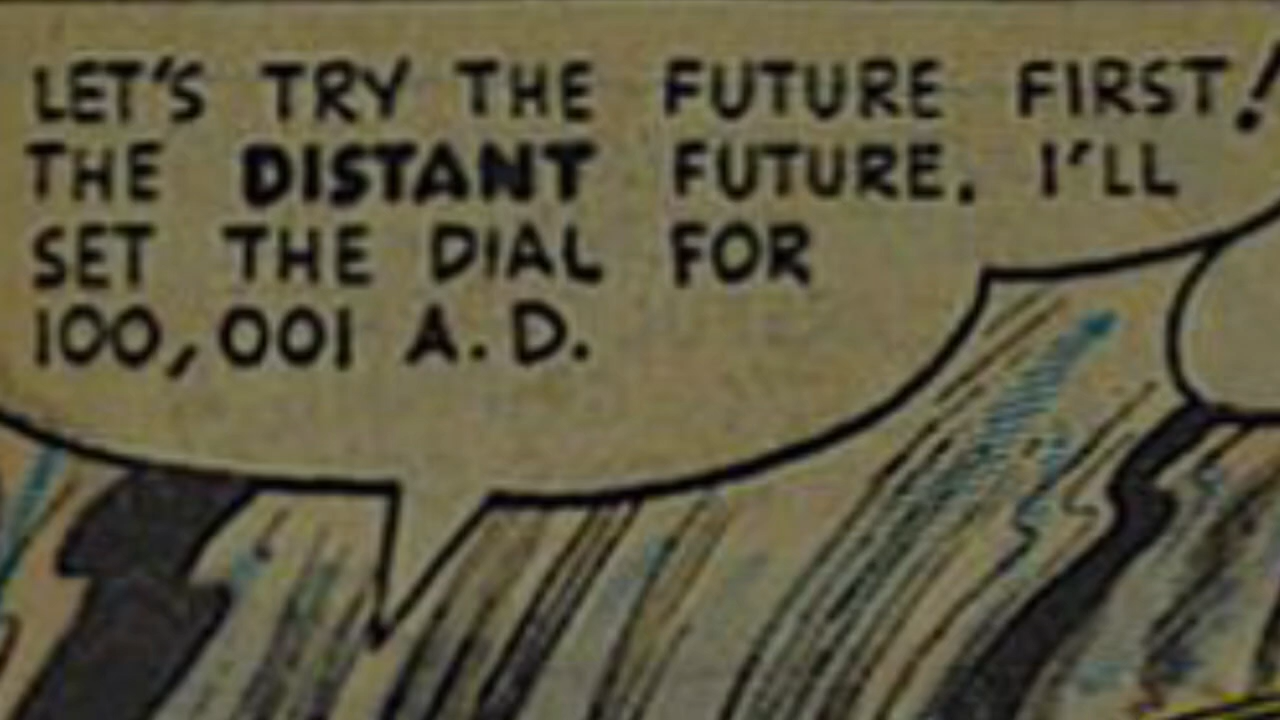 LET'S TRY THE FUTURE FIRST!
THE DISTANT FUTURE. I'LL
SET THE DIAL FOR
100,001 A.D.